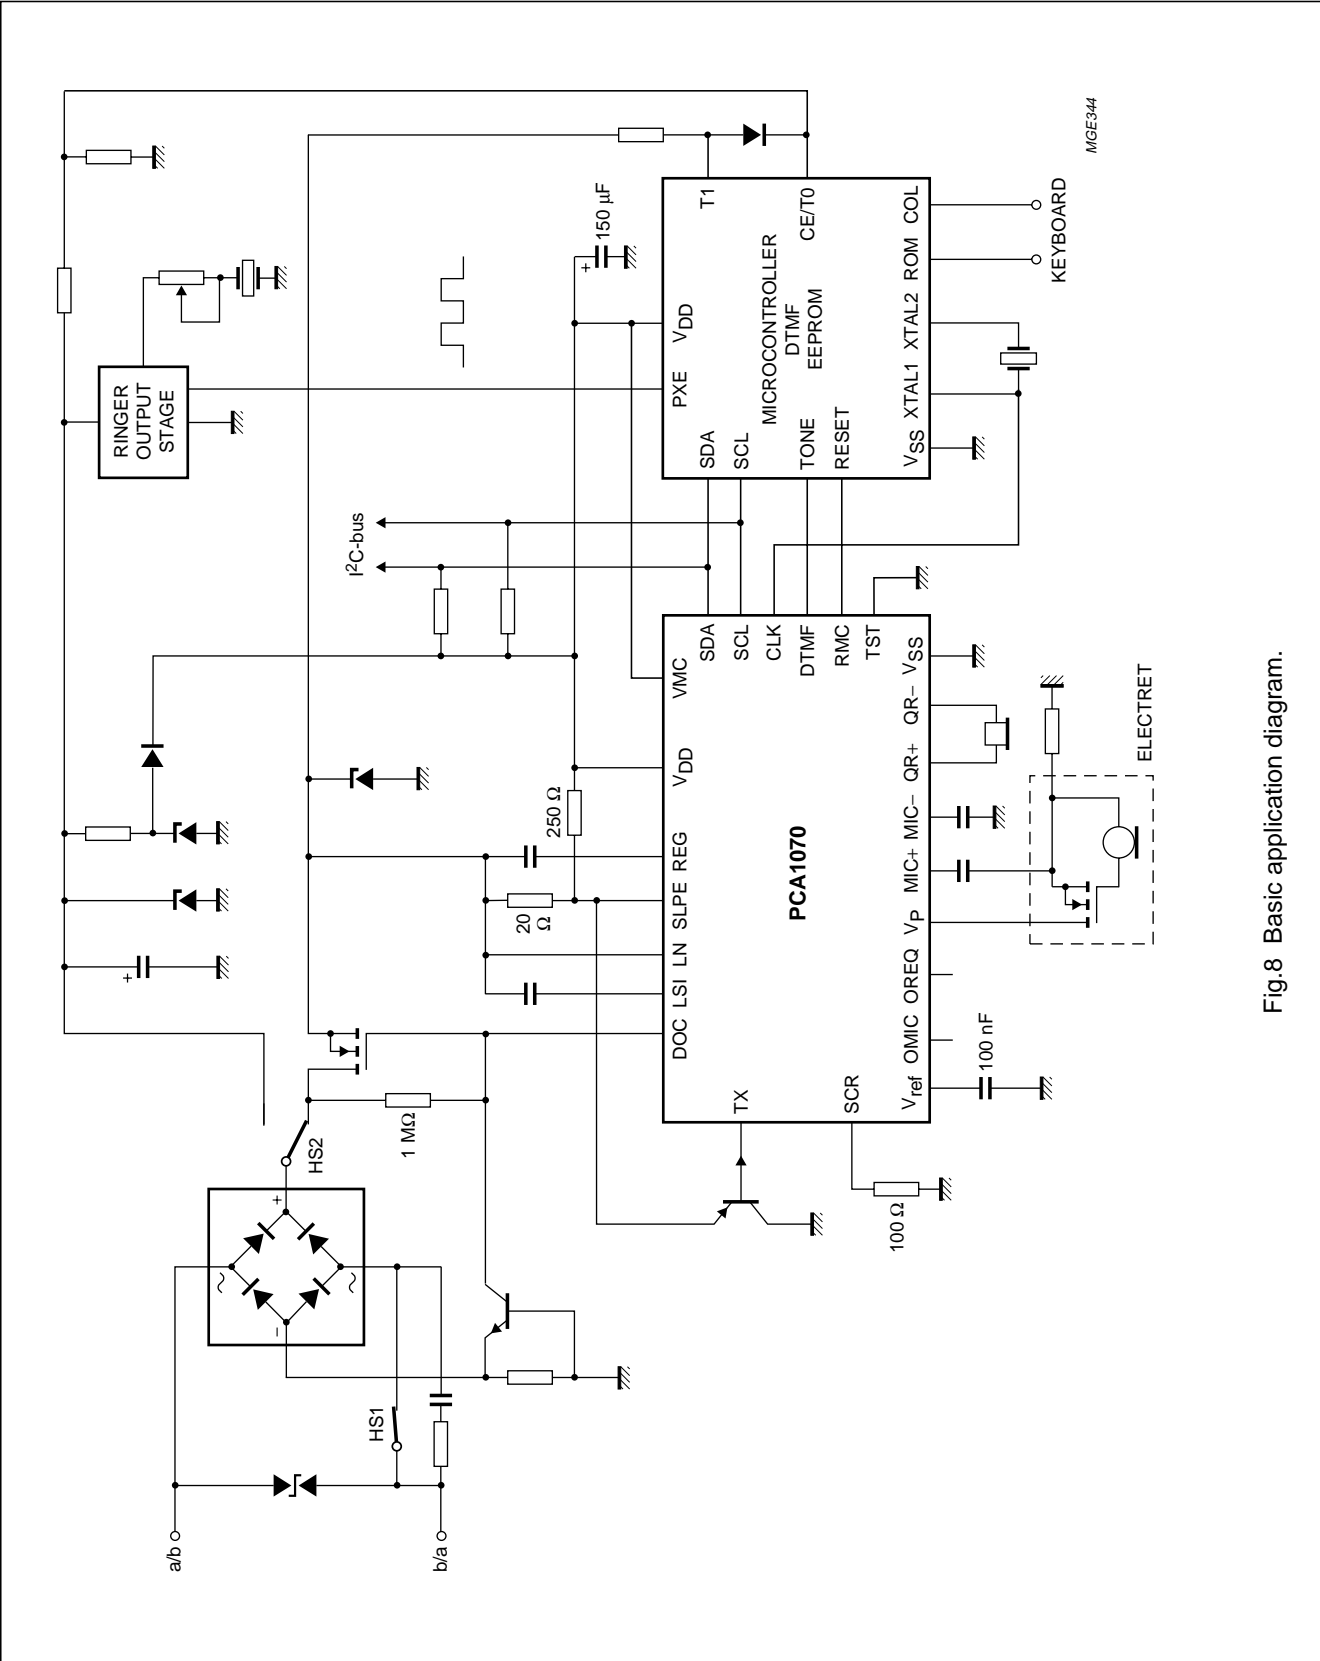 a/b
b/a
HS1
~
~
+
−
HS2
1 MΩ
+
20
Ω
250 Ω
RINGER
OUTPUT
STAGE
I²C-bus
+
150 µF
TX
SCR
100 Ω
DOC
LSI
LN
SLPE
REG
VDD
VMC
PCA1070
SDA
SCL
CLK
DTMF
RMC
TST
Vref
OMIC
OREQ
VP
MIC+
MIC−
QR+
QR−
VSS
100 nF
ELECTRET
SDA
SCL
TONE
RESET
PXE
VDD
T1
CE/T0
MICROCONTROLLER
DTMF
EEPROM
VSS
XTAL1
XTAL2
ROM
COL
KEYBOARD
MGE344
Fig.8 Basic application diagram.